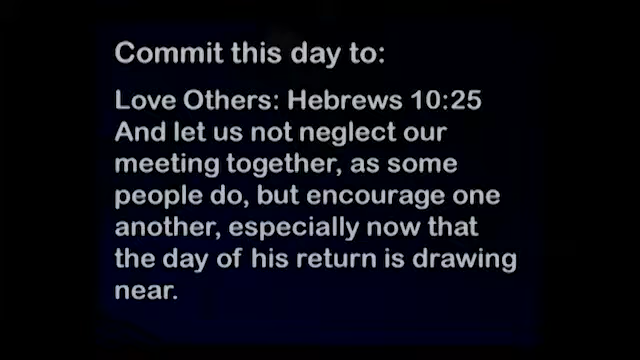 Commit this day to:
Love Others: Hebrews 10:25
And let us not neglect our
meeting together, as some
people do, but encourage one
another, especially now that
the day of his return is drawing
near.